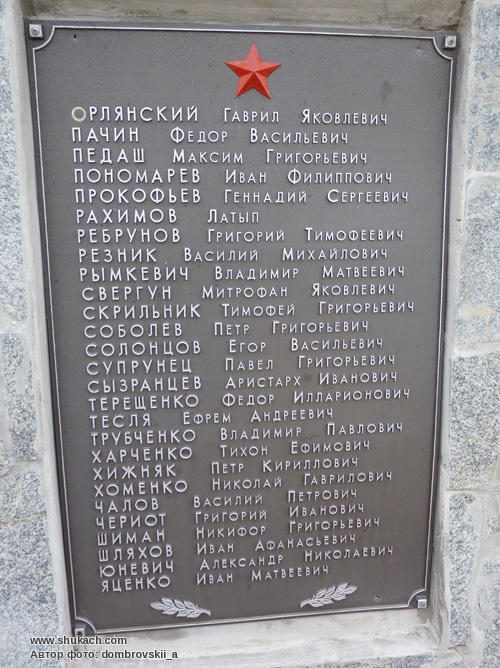 Орлянский Гаврил Яковлевич
Пачин Федор Васильевич
Педаш Максим Григорьевич
Пономарев Иван Филиппович
Прокофьев Геннадий Сергеевич
Рахимов Латып
Ребрунов Григорий Тимофеевич
Резник Василий Михайлович
Рымкевич Владимир Матвеевич
Свергун Митрофан Яковлевич
Скрильник Тимофей Григорьевич
Соболев Петр Григорьевич
Солонцов Егор Васильевич
Супрунец Павел Григорьевич
Сызранцев Аристарх Иванович
Терещенко Федор Илларионович
Тесля Ефрем Андреевич
Трубченко Владимир Павлович
Харченко Тихон Ефимович
Хижняк Петр Кириллович
Хоменко Николай Гаврилович
Чалов Василий Петрович
Чериот Григорий Иванович
Шиман Никифор Григорьевич
Шляхов Иван Афанасьевич
Юневич Александр Николаевич
Яценко Иван Матвеевич
www.shukach.com
Автор фото: dombrovskii_a